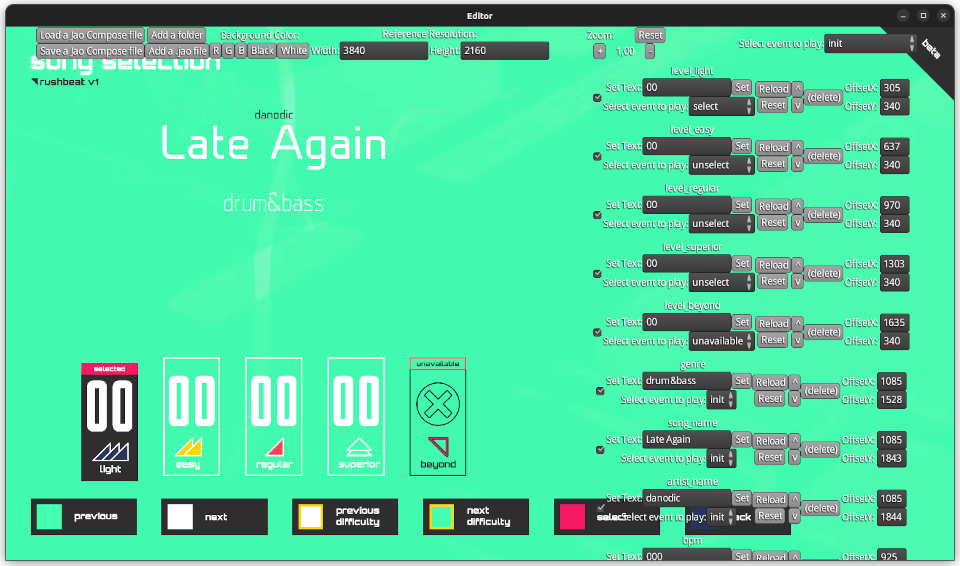 Editor
Load a Jao Compose file Add a folder Background Color: Reference Resolution: Zoom: Reset
Save a Jao Compose file Add a .jao file R G B Black White Width: 3840 Height: 2160 + 1,00 -
Select event to play: init
beta
song selection
rushbeat v1
danodic
Late Again
drum&bass
level_light
Set Text: 00 Set Reload ^ (delete) OffsetX: 305
Select event to play: select Reset v OffsetY: 340
level_easy
Set Text: 00 Set Reload ^ (delete) OffsetX: 637
Select event to play: unselect Reset v OffsetY: 340
level_regular
Set Text: 00 Set Reload ^ (delete) OffsetX: 970
Select event to play: unselect Reset v OffsetY: 340
level_superior
Set Text: 00 Set Reload ^ (delete) OffsetX: 1303
Select event to play: unselect Reset v OffsetY: 340
level_beyond
Set Text: 00 Set Reload ^ (delete) OffsetX: 1635
Select event to play: unavailable Reset v OffsetY: 340
genre
Set Text: drum&bass Set Reload ^ (delete) OffsetX: 1085
Select event to play: init Reset v OffsetY: 1528
song_name
Set Text: Late Again Set Reload ^ (delete) OffsetX: 1085
Select event to play: init Reset v OffsetY: 1843
artist_name
Set Text: danodic Set Reload ^ (delete) OffsetX: 1085
Select event to play: init Reset v OffsetY: 1844
bpm
Set Text: 000 Set Reload ^ OffsetX: 925
selected
00
light
00
easy
00
regular
00
superior
unavailable
beyond
previous
next
previous
difficulty
next
difficulty